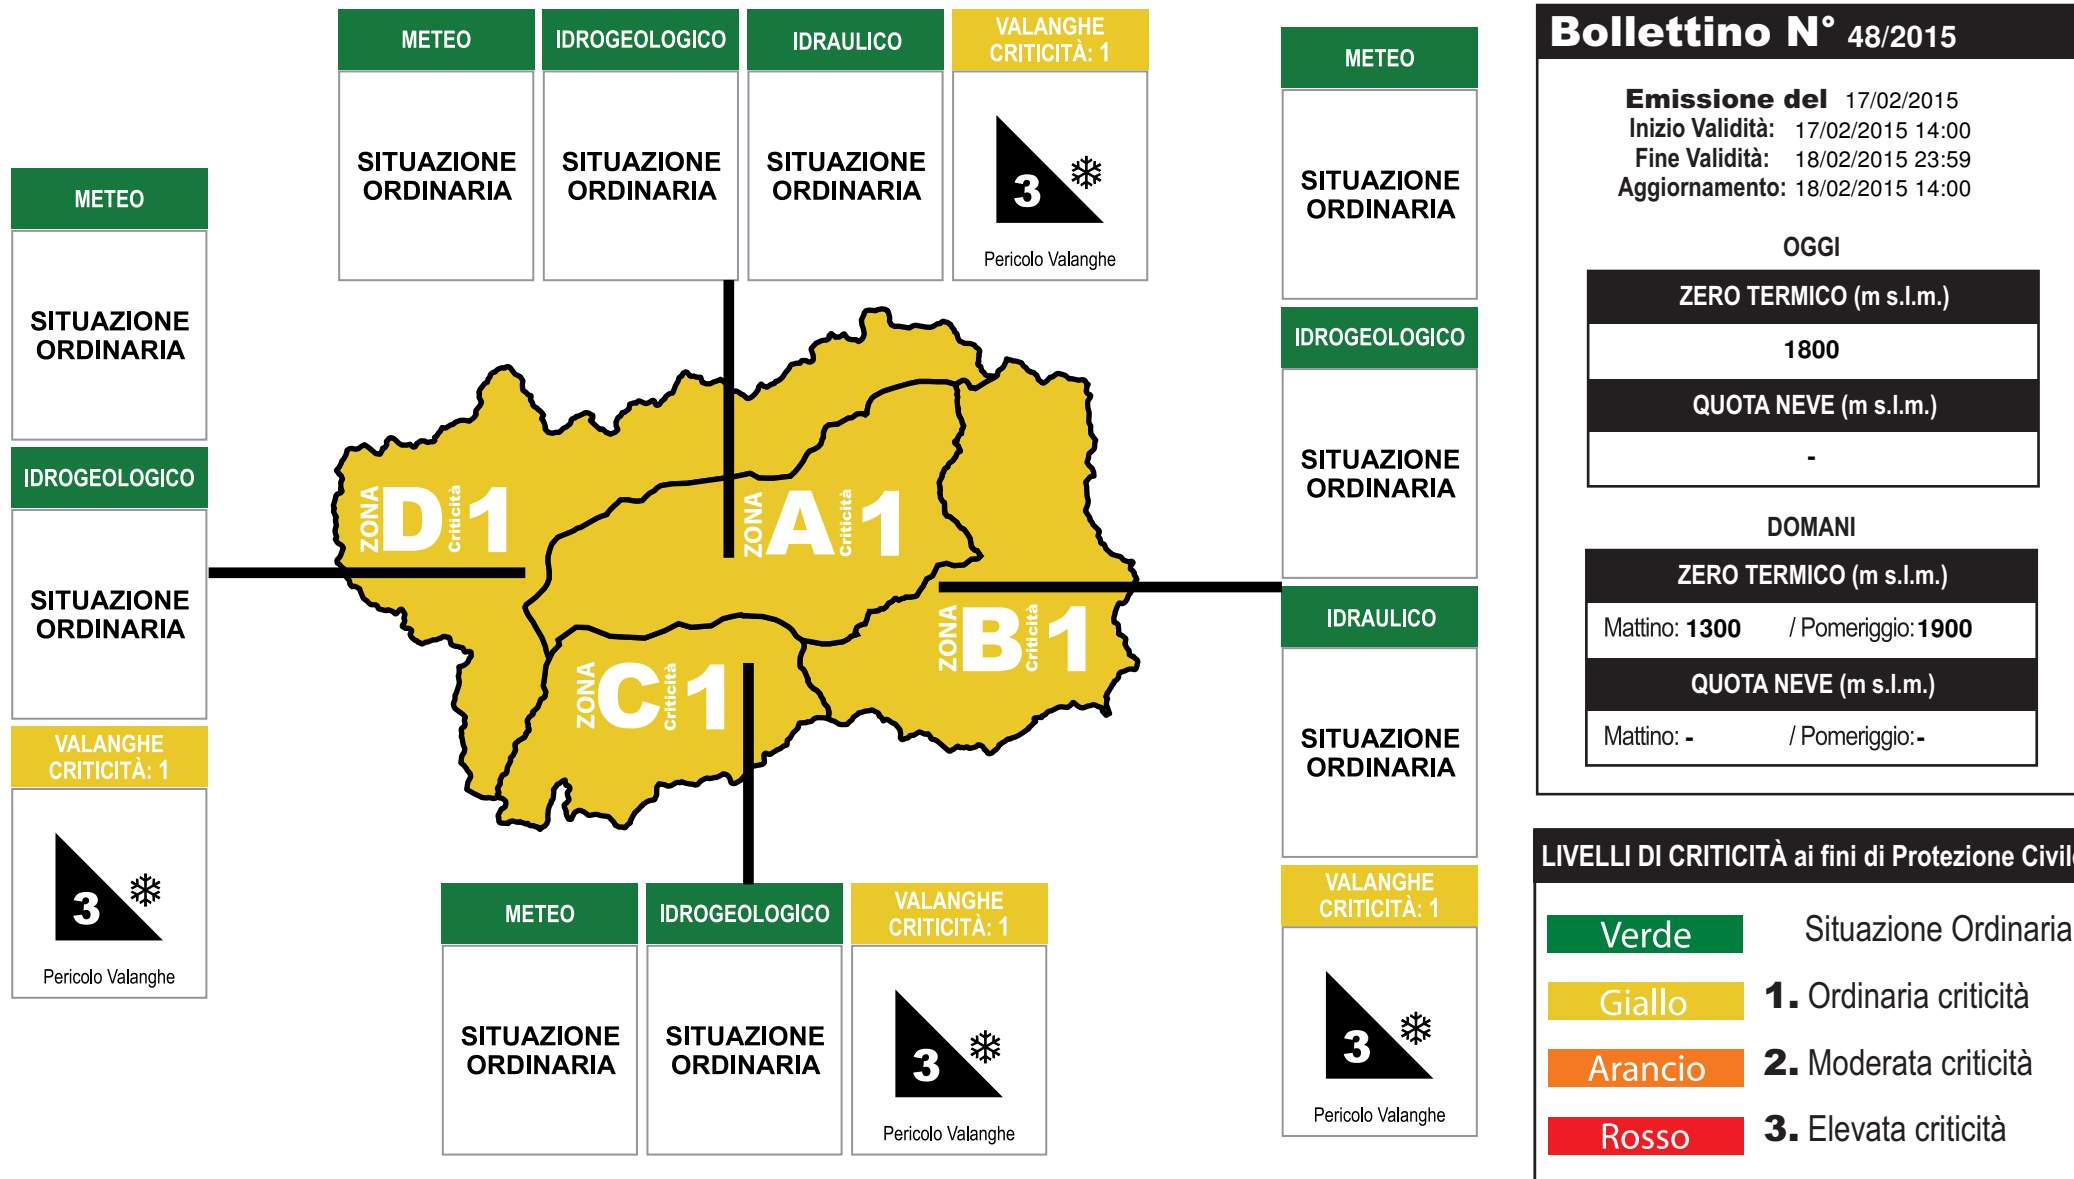 METEO
IDROGEOLOGICO
IDRAULICO
VALANGHE
CRITICITÀ: 1
SITUAZIONE
ORDINARIA
SITUAZIONE
ORDINARIA
SITUAZIONE
ORDINARIA
3
Pericolo Valanghe
METEO
SITUAZIONE
ORDINARIA
IDROGEOLOGICO
SITUAZIONE
ORDINARIA
VALANGHE
CRITICITÀ: 1
3
Pericolo Valanghe
ZONA D Criticità 1
ZONA A Criticità 1
ZONA B Criticità 1
ZONA C Criticità 1
METEO
IDROGEOLOGICO
VALANGHE
CRITICITÀ: 1
SITUAZIONE
ORDINARIA
SITUAZIONE
ORDINARIA
3
Pericolo Valanghe
METEO
SITUAZIONE
ORDINARIA
IDROGEOLOGICO
SITUAZIONE
ORDINARIA
IDRAULICO
SITUAZIONE
ORDINARIA
VALANGHE
CRITICITÀ: 1
3
Pericolo Valanghe
Bollettino N° 48/2015
Emissione del 17/02/2015
Inizio Validità: 17/02/2015 14:00
Fine Validità: 18/02/2015 23:59
Aggiornamento: 18/02/2015 14:00
OGGI
ZERO TERMICO (m s.l.m.)
1800
QUOTA NEVE (m s.l.m.)
-
DOMANI
ZERO TERMICO (m s.l.m.)
Mattino: 1300 / Pomeriggio: 1900
QUOTA NEVE (m s.l.m.)
Mattino: - / Pomeriggio: -
LIVELLI DI CRITICITÀ ai fini di Protezione Civile
Verde Situazione Ordinaria
Giallo 1. Ordinaria criticità
Arancio 2. Moderata criticità
Rosso 3. Elevata criticità